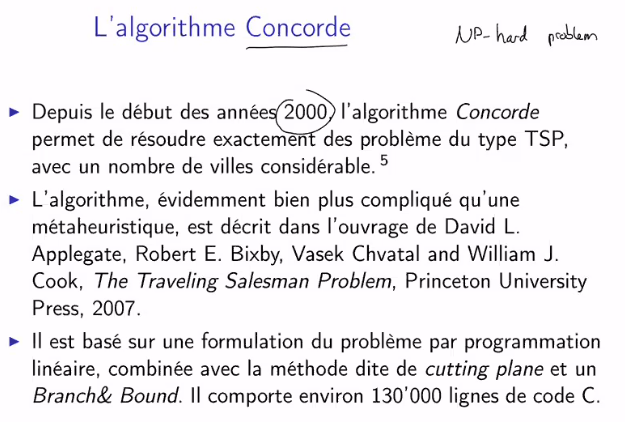 L'algorithme Concorde
NP-hard problem
▶ Depuis le début des années 2000, l'algorithme Concorde
permet de résoudre exactement des problème du type TSP,
avec un nombre de villes considérable. 5
▶ L'algorithme, évidemment bien plus compliqué qu'une
métaheuristique, est décrit dans l'ouvrage de David L.
Applegate, Robert E. Bixby, Vasek Chvatal and William J.
Cook, The Traveling Salesman Problem, Princeton University
Press, 2007.
▶ Il est basé sur une formulation du problème par programmation
linéaire, combinée avec la méthode dite de cutting plane et un
Branch& Bound. Il comporte environ 130'000 lignes de code C.